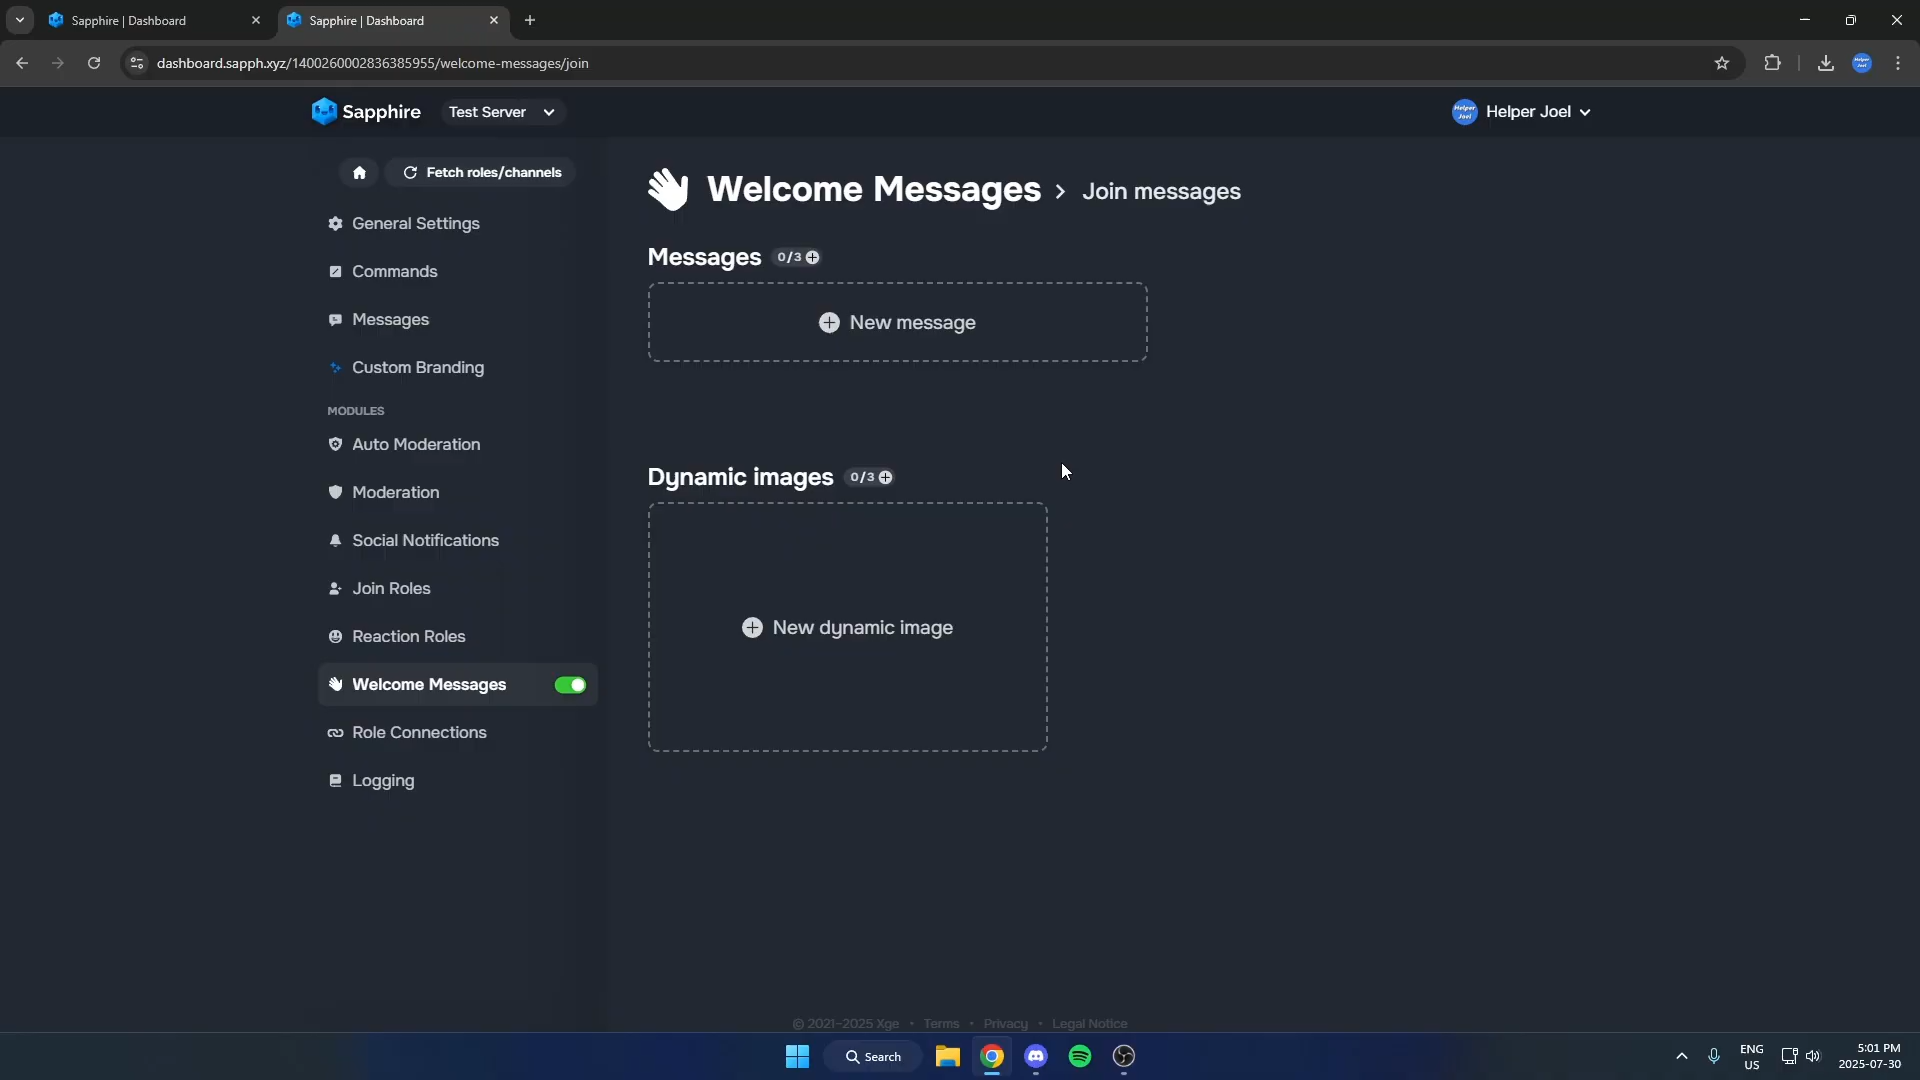 Sapphire | Dashboard
Sapphire | Dashboard
dashboard.sapph.xyz/1400260002836385955/welcome-messages/join
Sapphire
Test Server
Helper Joel
Fetch roles/channels
General Settings
Commands
Messages
Custom Branding
MODULES
Auto Moderation
Moderation
Social Notifications
Join Roles
Reaction Roles
Welcome Messages
Role Connections
Logging
Welcome Messages > Join messages
Messages 0/3
New message
Dynamic images 0/3
New dynamic image
© 2021–2025 Xge • Terms • Privacy • Legal Notice
Search
ENG
US
5:01 PM
2025-07-30